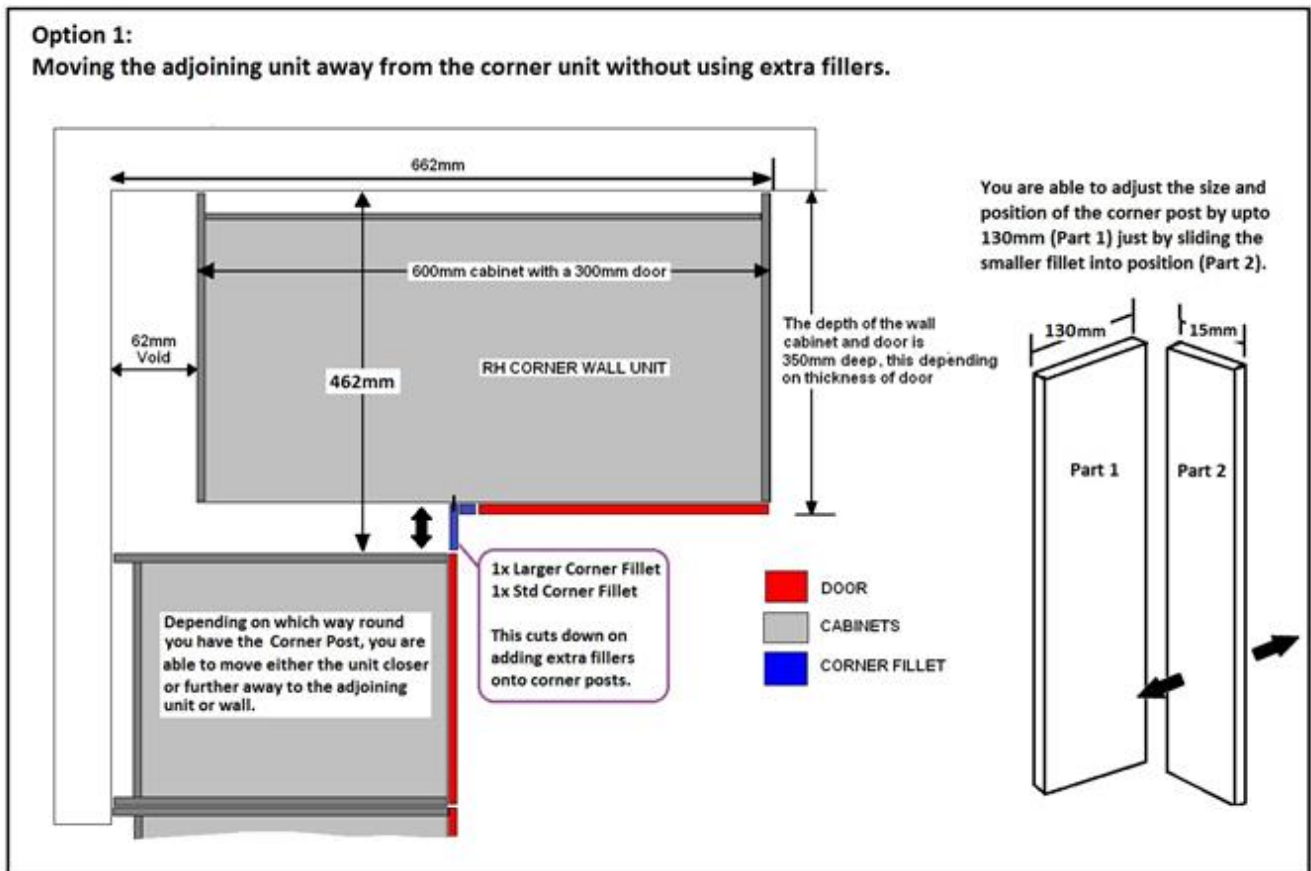 Option 1:
Moving the adjoining unit away from the corner unit without using extra fillers.
662mm
600mm cabinet with a 300mm door
62mm
Void
462mm
RH CORNER WALL UNIT
The depth of the wall
cabinet and door is
350mm deep, this depending
on thickness of door
You are able to adjust the size and
position of the corner post by upto
130mm (Part 1) just by sliding the
smaller fillet into position (Part 2).
130mm
15mm
Part 1
Part 2
1x Larger Corner Fillet
1x Std Corner Fillet
This cuts down on
adding extra fillers
onto corner posts.
DOOR
CABINETS
CORNER FILLET
Depending on which way round
you have the Corner Post, you are
able to move either the unit closer
or further away to the adjoining
unit or wall.